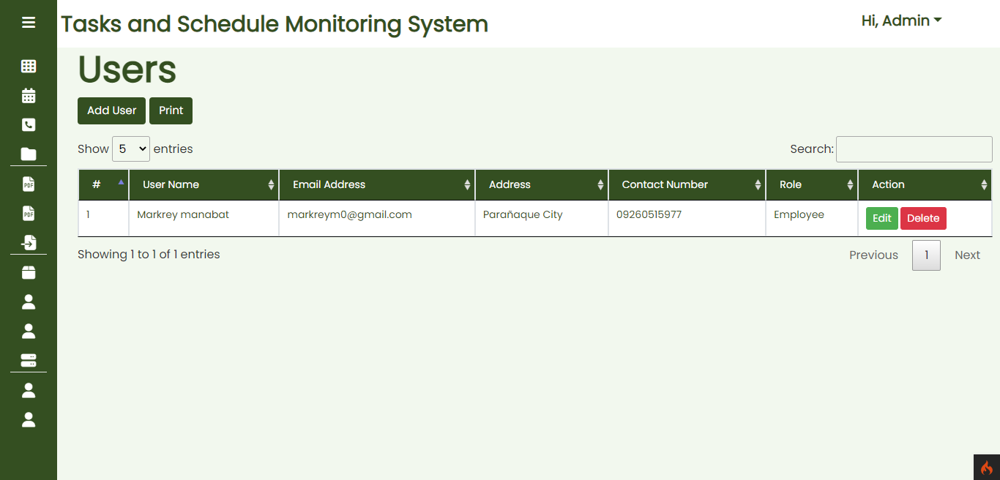 Tasks and Schedule Monitoring System
Hi, Admin
Users
Add User Print
Show 5 entries Search:
# User Name Email Address Address Contact Number Role Action
1 Markrey manabat markreym0@gmail.com Parañaque City 09260515977 Employee Edit Delete
Showing 1 to 1 of 1 entries Previous 1 Next
PDF
PDF